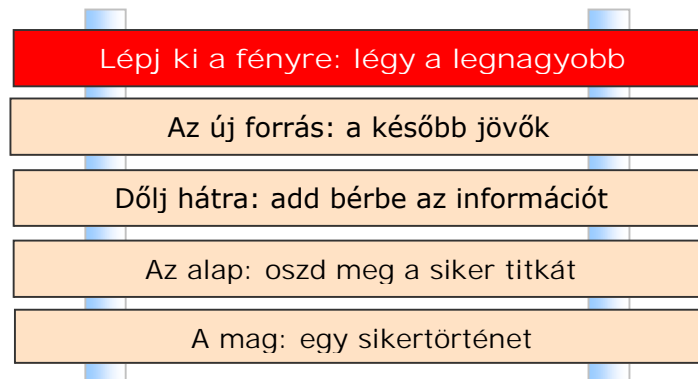 Lépj ki a fényre: légy a legnagyobb
Az új forrás: a később jövők
Dőlj hátra: add bérbe az információt
Az alap: oszd meg a siker titkát
A mag: egy sikertörténet